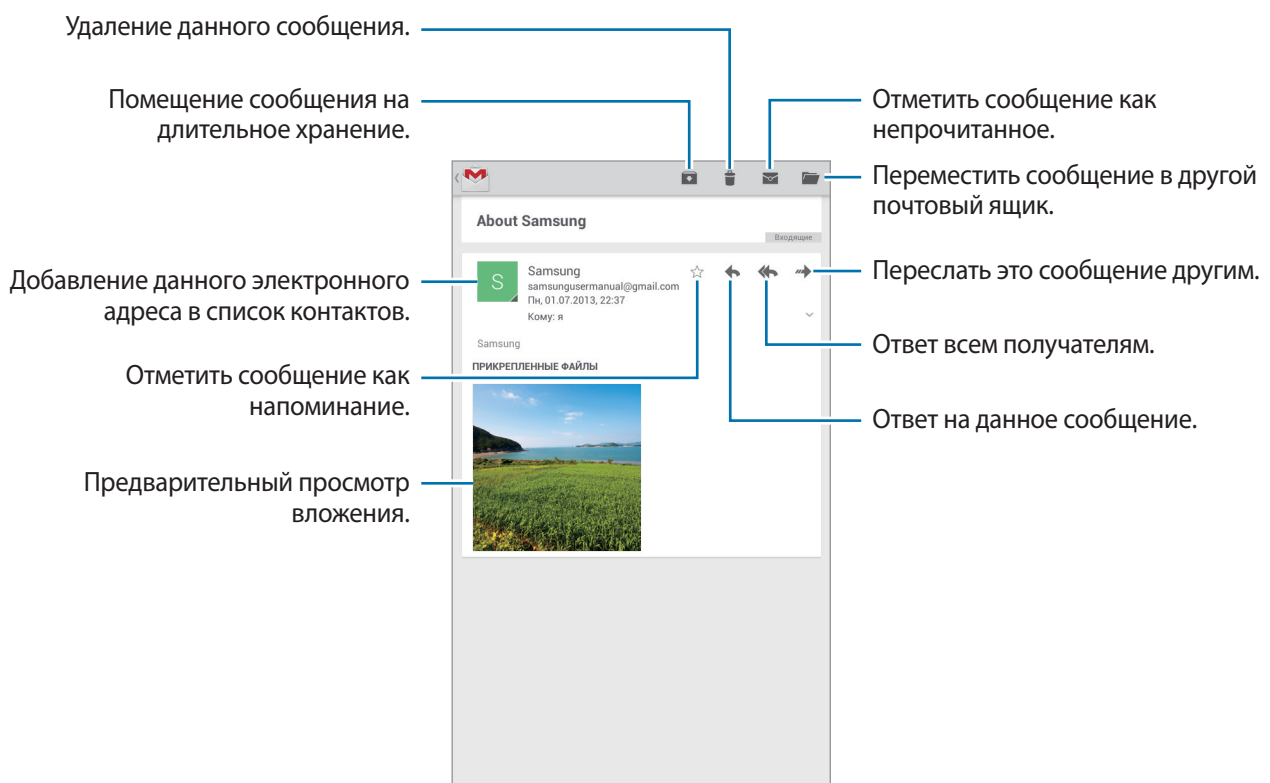 Удаление данного сообщения.
Помещение сообщения на
длительное хранение.
Отметить сообщение как
непрочитанное.
Переместить сообщение в другой
почтовый ящик.
About Samsung
Входящие
Добавление данного электронного
адреса в список контактов.
S
Samsung
samsungusermanual@gmail.com
Пн, 01.07.2013, 22:37
Кому: я
Переслать это сообщение другим.
Samsung
Ответ всем получателям.
ПРИКРЕПЛЕННЫЕ ФАЙЛЫ
Отметить сообщение как
напоминание.
Ответ на данное сообщение.
Предварительный просмотр
вложения.